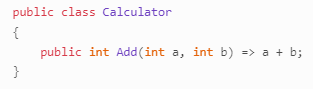 public class Calculator
{
    public int Add(int a, int b) => a + b;
}